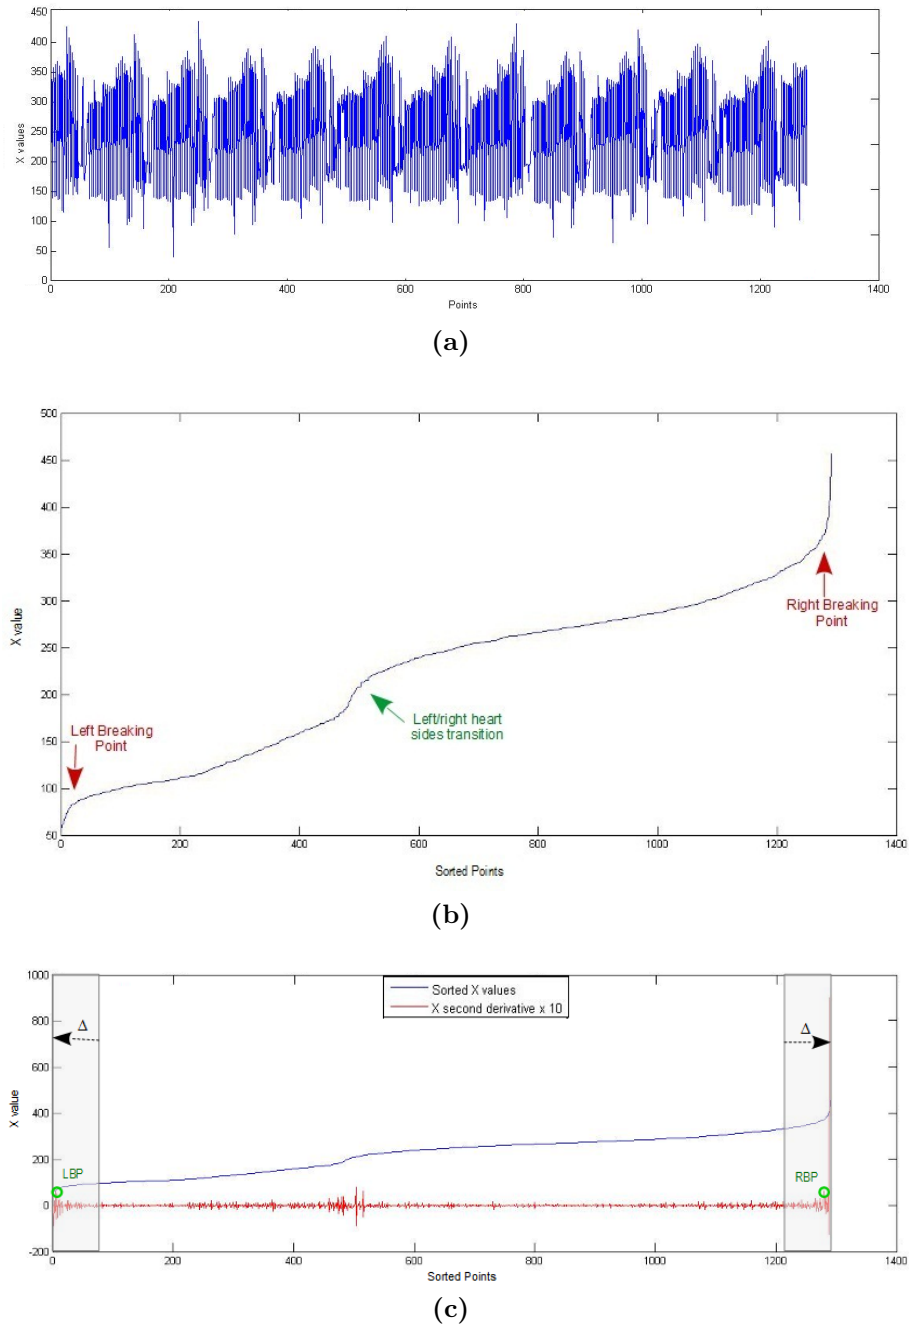 450
400
350
300
250
200
150
100
50
0
X values
0 200 400 600 800 1000 1200 1400
Points
(a)
500
450
400
350
300
250
200
150
100
50
X value
Right Breaking
Point
Left/right heart
sides transition
Left Breaking
Point
0 200 400 600 800 1000 1200 1400
Sorted Points
(b)
1000
800
600
400
200
0
-200
X value
Sorted X values
X second derivative x 10
Δ
Δ
LBP
RBP
0 200 400 600 800 1000 1200 1400
Sorted Points
(c)